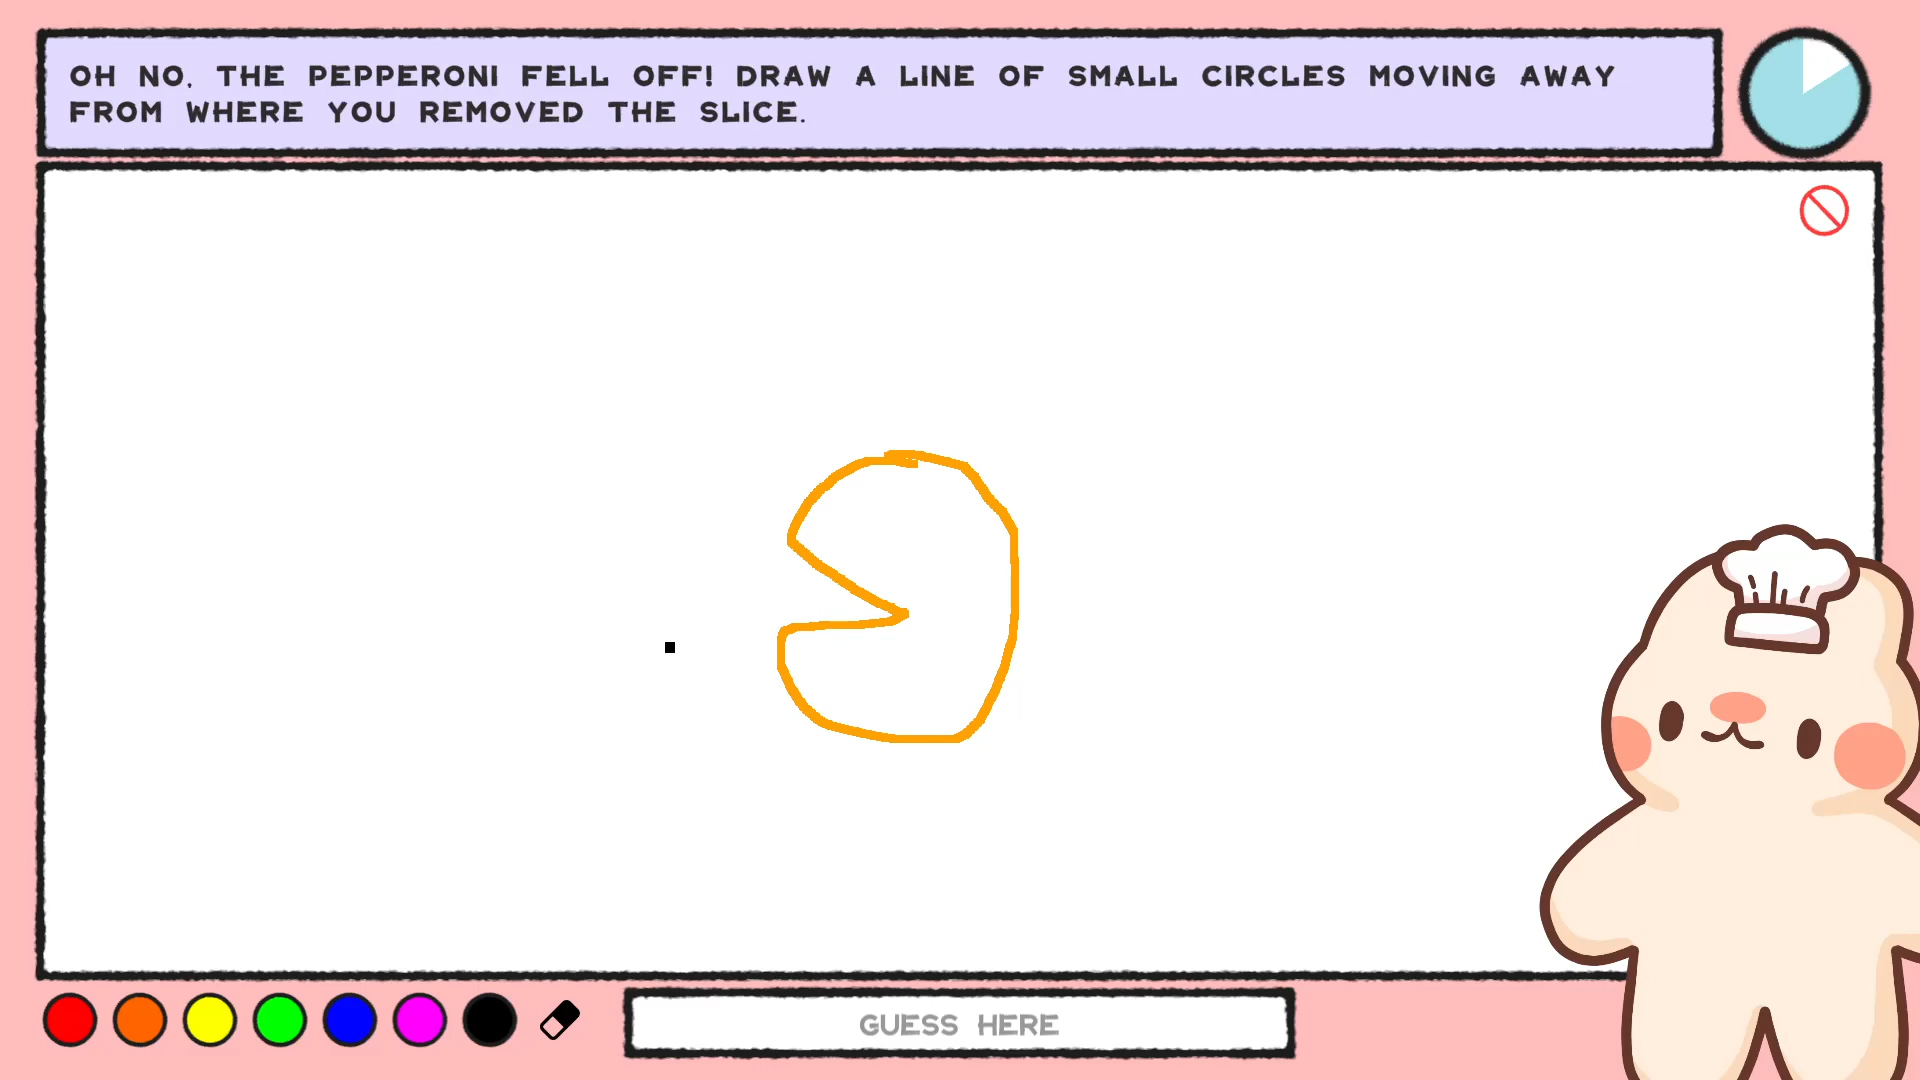 OH NO, THE PEPPERONI FELL OFF! DRAW A LINE OF SMALL CIRCLES MOVING AWAY
FROM WHERE YOU REMOVED THE SLICE.
GUESS HERE